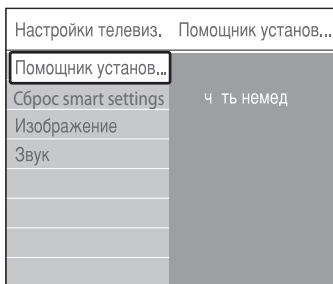 Настройки телевиз. Помощник установ...
Помощник установ...
Сброс smart settings
ч ть немед
Изображение
Звук